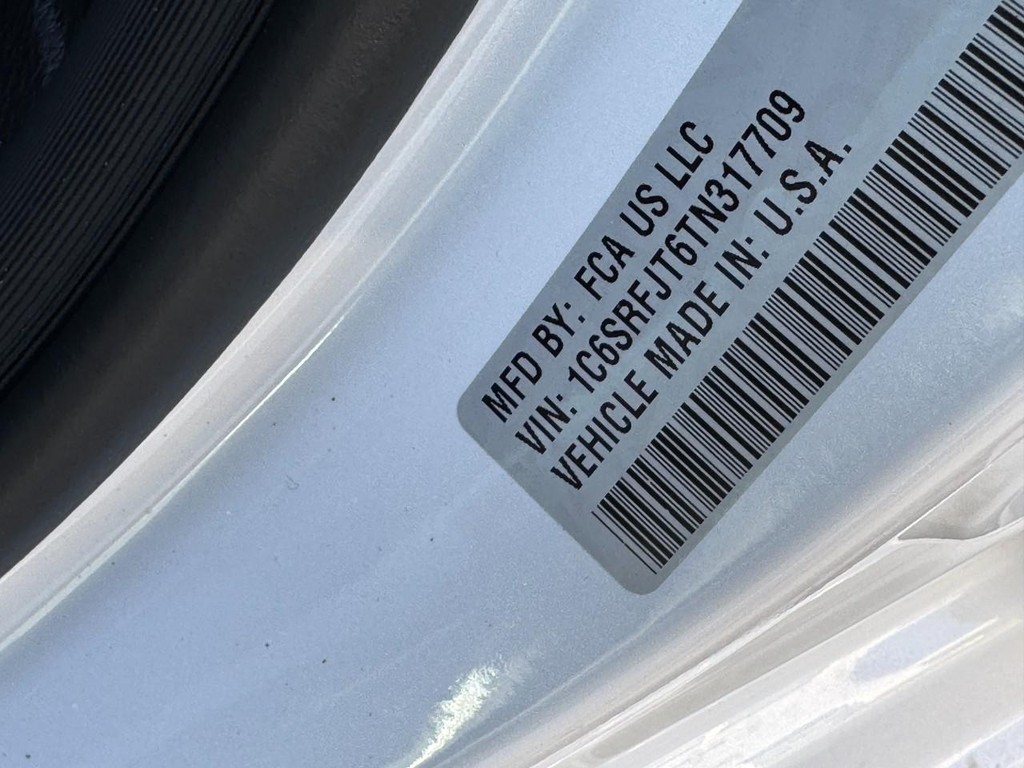 MFD BY: FCA US LLC
VIN: 1C6SRFJT6TN317709
VEHICLE MADE IN: U.S.A.